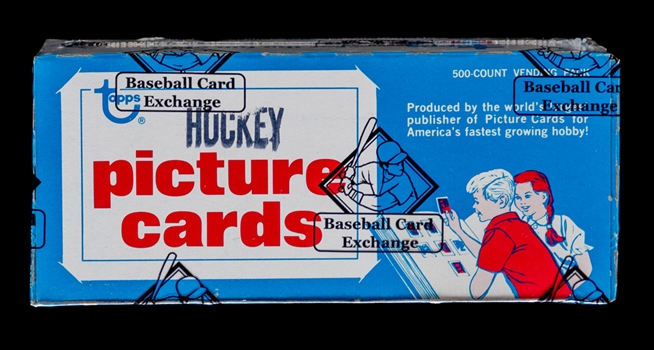 500-COUNT VENDING PACK
Baseball Card
Exchange
Topps
®
HOCKEY
picture
cards
Baseball Car
Exchange
Produced by the world's
publisher of Picture Cards for
America's fastest growing hobby!
Baseball Card
Exchange